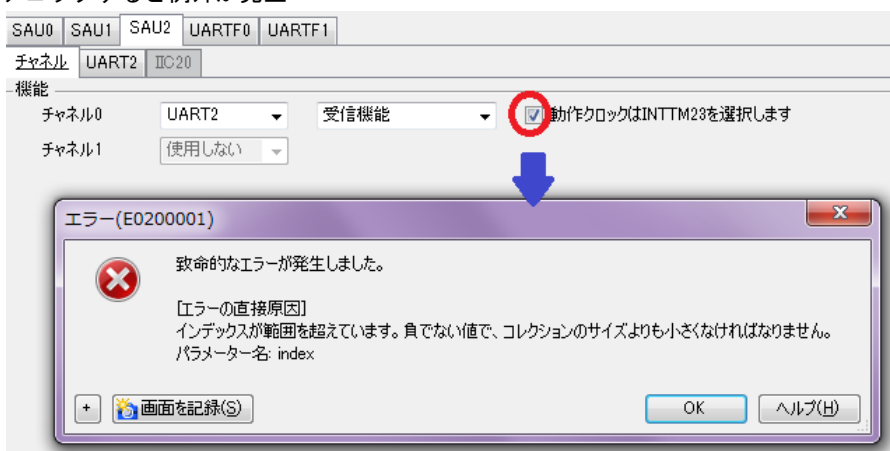 SAU0 SAU1 SAU2 UARTF0 UARTF1
チャネル UART2 IIC20
機能
チャネル0 UART2 受信機能 動作クロックはINTTM23を選択します
チャネル1 使用しない
エラー(E0200001)
致命的なエラーが発生しました。
[エラーの直接原因]
インデックスが範囲を超えています。負でない値で、コレクションのサイズよりも小さくなければなりません。
パラメーター名: index
+ 画面を記録(S) OK ヘルプ(H)